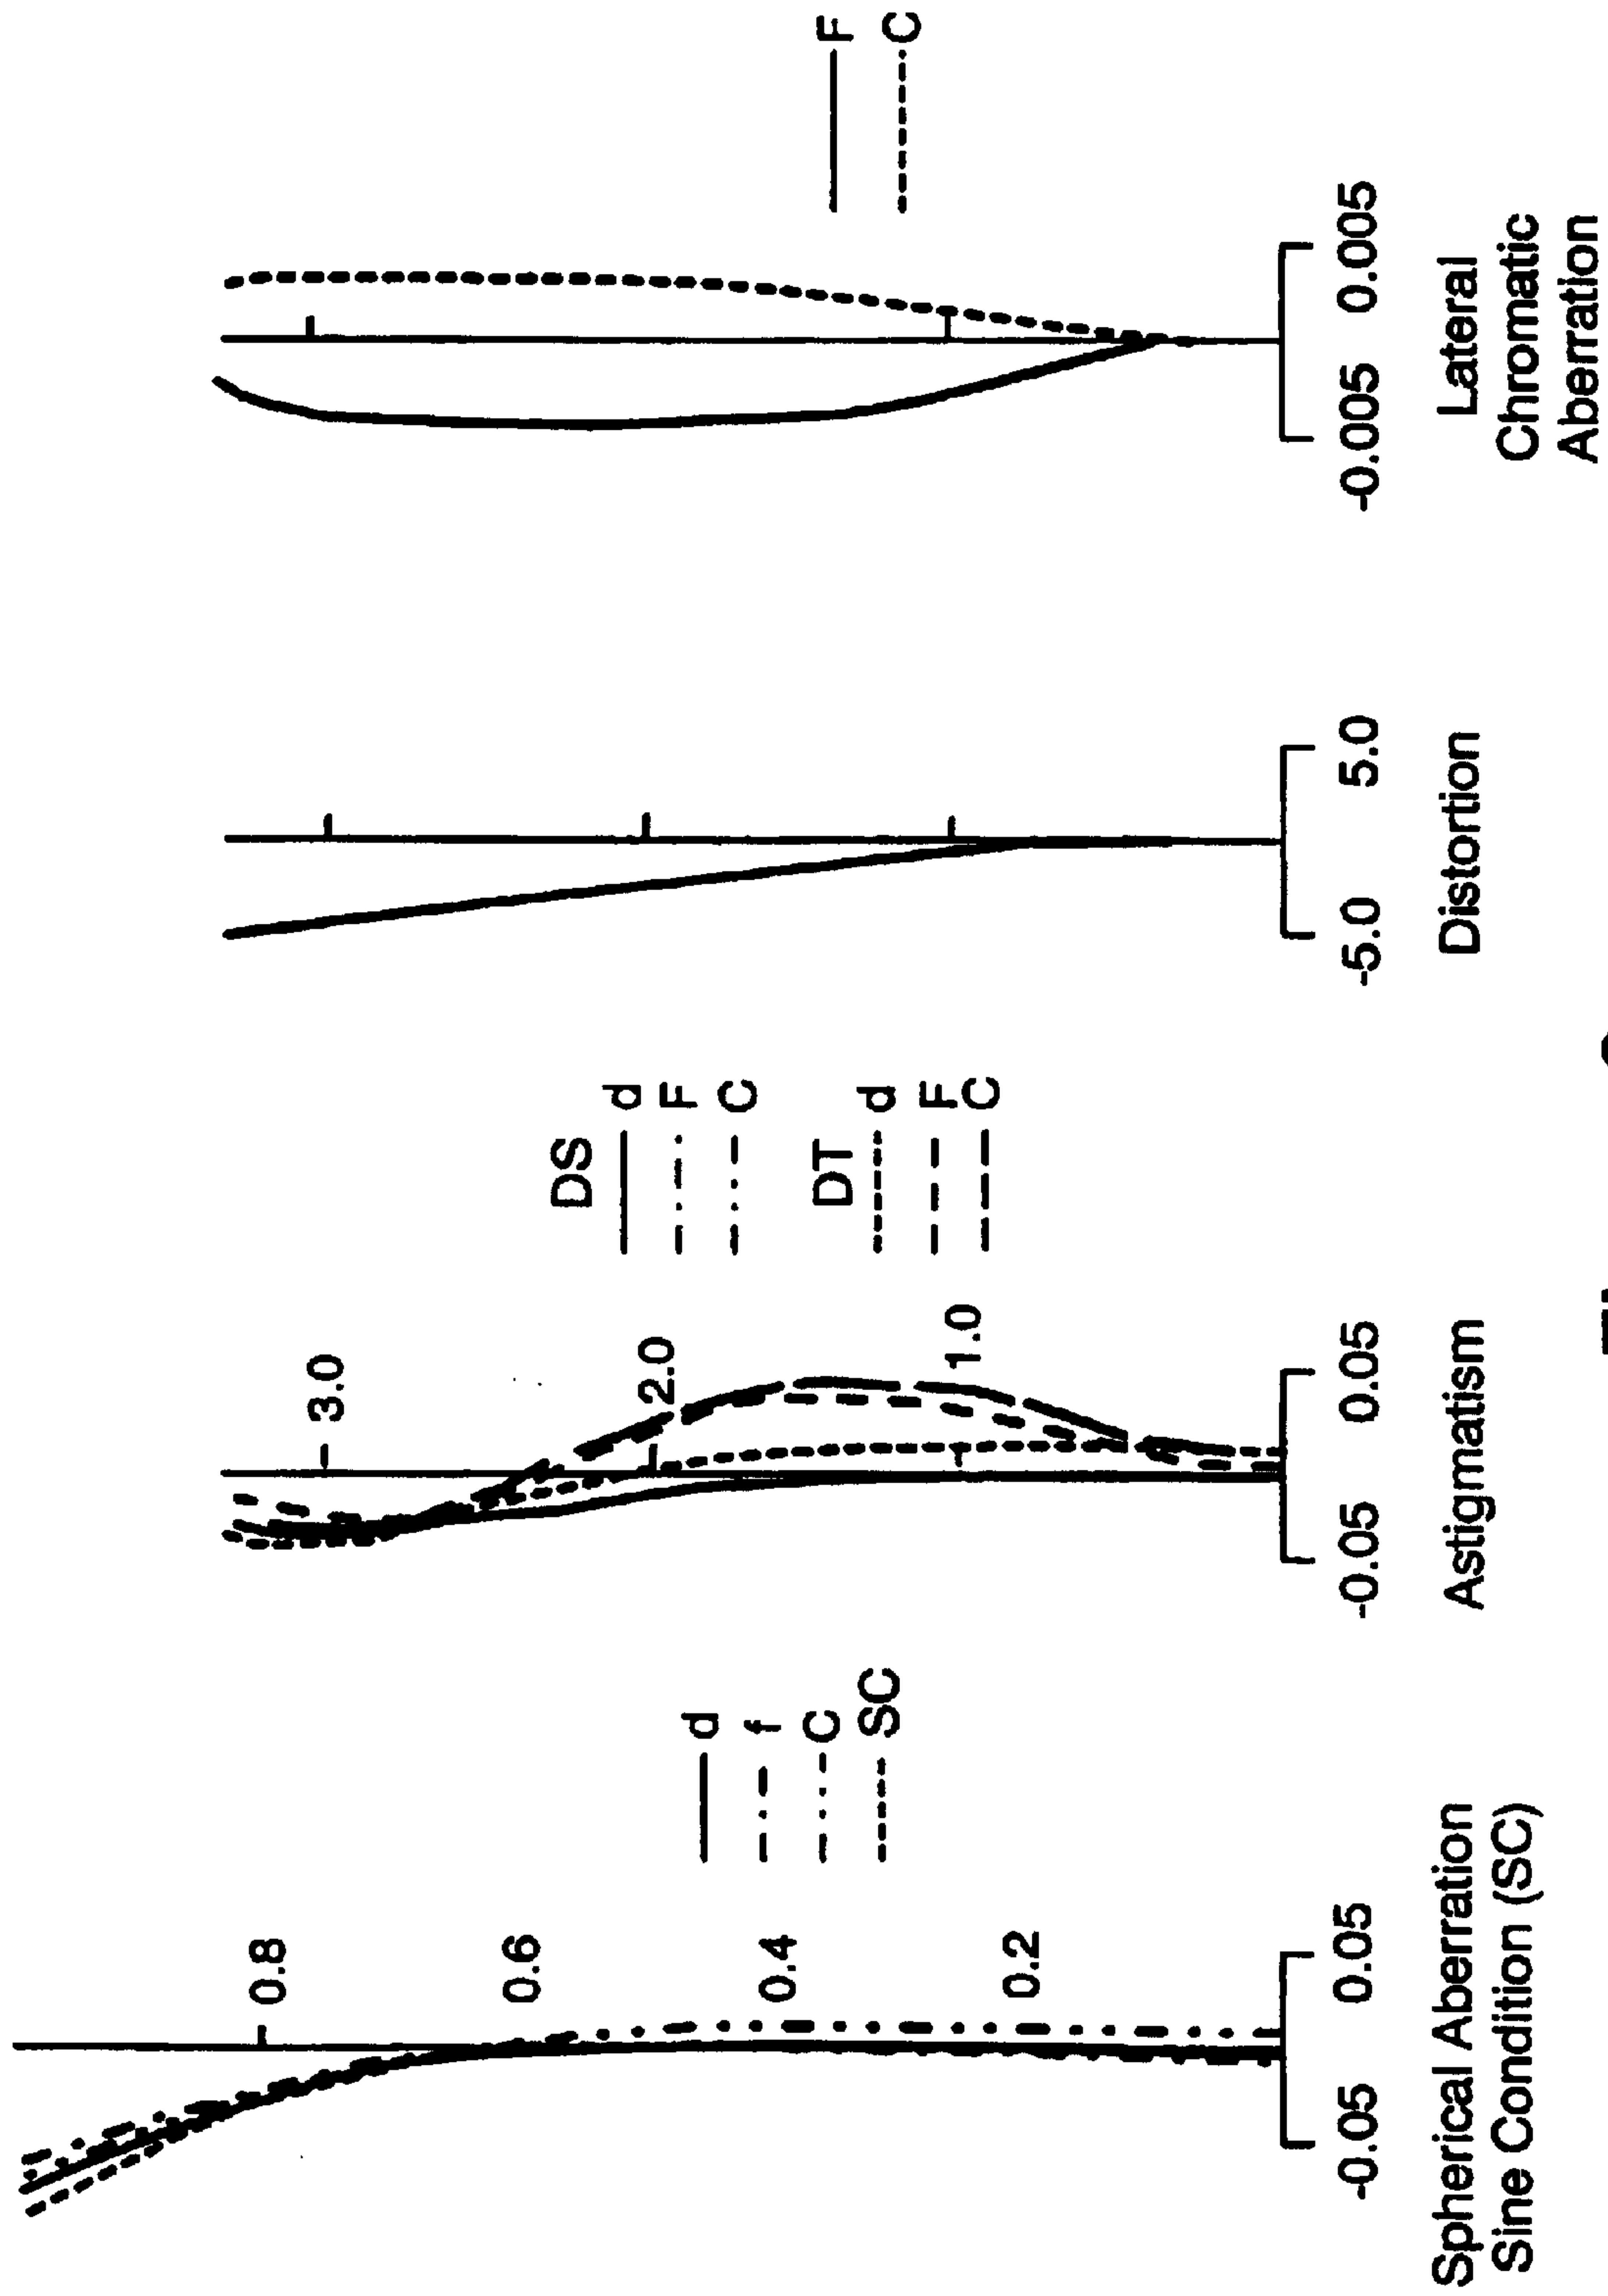 0.8
0.6
0.4
0.2
-0.05 0.05
Spherical Aberration
Sine Condition (SC)
d
f
C
SC
3.0
2.0
1.0
-0.05 0.05
Astigmatism
DS
d
F
C
DT
d
F
C
-5.0 5.0
Distortion
-0.005 0.005
Lateral
Chromatic
Aberration
F
C